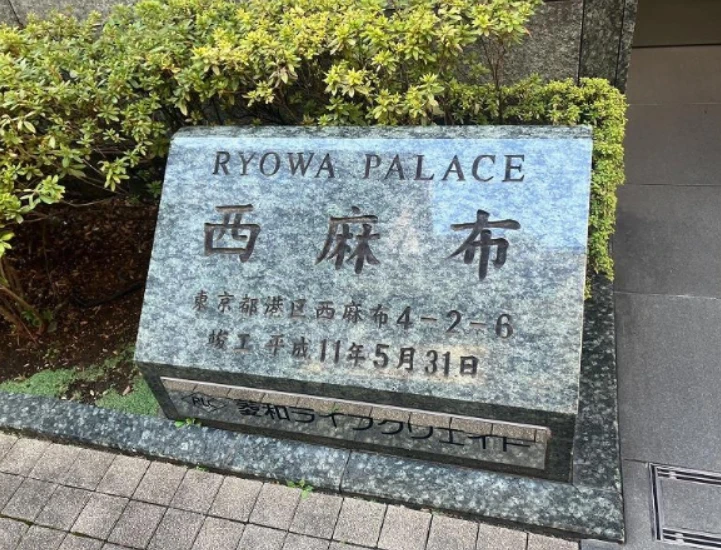 RYOWA PALACE
西麻布
東京都港区西麻布4-2-6
竣工 平成11年5月31日
RLC 菱和ライフクリエイト